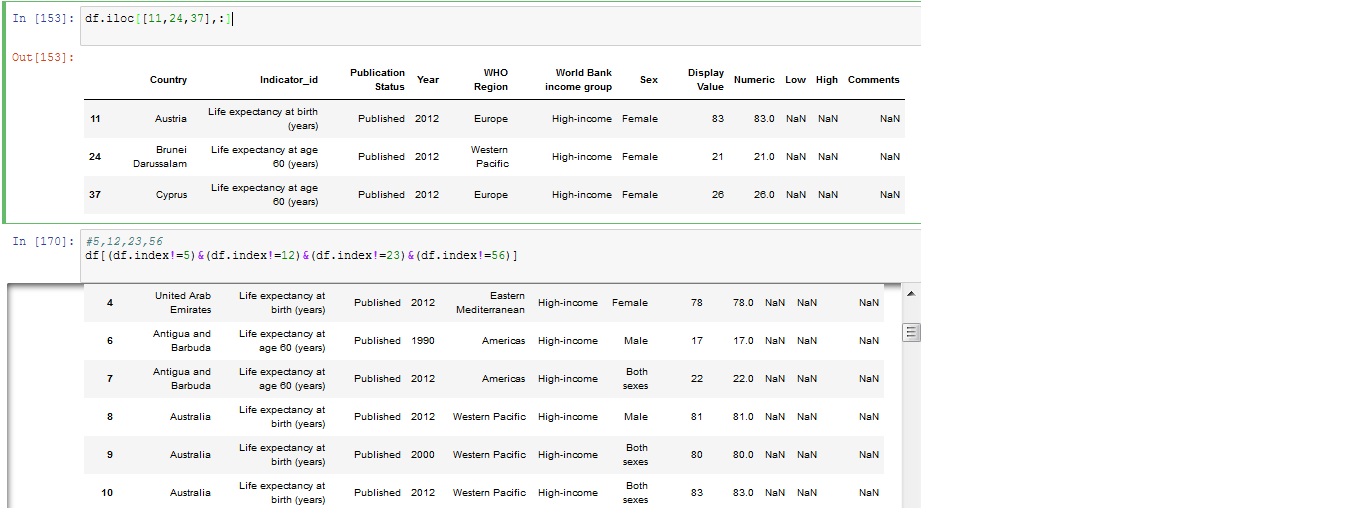 In [153]: df.iloc[[11,24,37],:]
Out[153]:
Country Indicator_id Publication Status Year WHO Region World Bank income group Sex Display Value Numeric Low High Comments
11 Austria Life expectancy at birth (years) Published 2012 Europe High-income Female 83 83.0 NaN NaN NaN
24 Brunei Darussalam Life expectancy at age 60 (years) Published 2012 Western Pacific High-income Female 21 21.0 NaN NaN NaN
37 Cyprus Life expectancy at age 60 (years) Published 2012 Europe High-income Female 26 26.0 NaN NaN NaN
In [170]: #5,12,23,56
df[(df.index!=5)&(df.index!=12)&(df.index!=23)&(df.index!=56)]
4 United Arab Emirates Life expectancy at birth (years) Published 2012 Eastern Mediterranean High-income Female 78 78.0 NaN NaN NaN
6 Antigua and Barbuda Life expectancy at age 60 (years) Published 1990 Americas High-income Male 17 17.0 NaN NaN NaN
7 Antigua and Barbuda Life expectancy at age 60 (years) Published 2012 Americas High-income Both sexes 22 22.0 NaN NaN NaN
8 Australia Life expectancy at birth (years) Published 2012 Western Pacific High-income Male 81 81.0 NaN NaN NaN
9 Australia Life expectancy at birth (years) Published 2000 Western Pacific High-income Both sexes 80 80.0 NaN NaN NaN
10 Australia Life expectancy at birth (years) Published 2012 Western Pacific High-income Both sexes 83 83.0 NaN NaN NaN